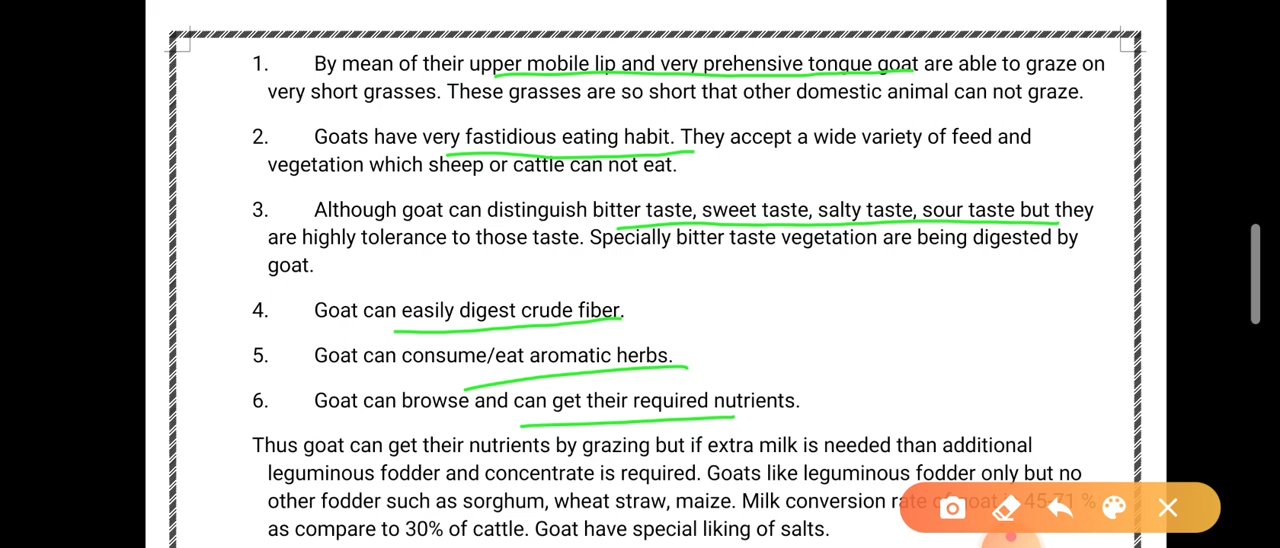 1. By mean of their upper mobile lip and very prehensive tongue goat are able to graze on
very short grasses. These grasses are so short that other domestic animal can not graze.
2. Goats have very fastidious eating habit. They accept a wide variety of feed and
vegetation which sheep or cattle can not eat.
3. Although goat can distinguish bitter taste, sweet taste, salty taste, sour taste but they
are highly tolerance to those taste. Specially bitter taste vegetation are being digested by
goat.
4. Goat can easily digest crude fiber.
5. Goat can consume/eat aromatic herbs.
6. Goat can browse and can get their required nutrients.
Thus goat can get their nutrients by grazing but if extra milk is needed than additional
leguminous fodder and concentrate is required. Goats like leguminous fodder only but no
other fodder such as sorghum, wheat straw, maize. Milk conversion rate of goat 45-71 %
as compare to 30% of cattle. Goat have special liking of salts.